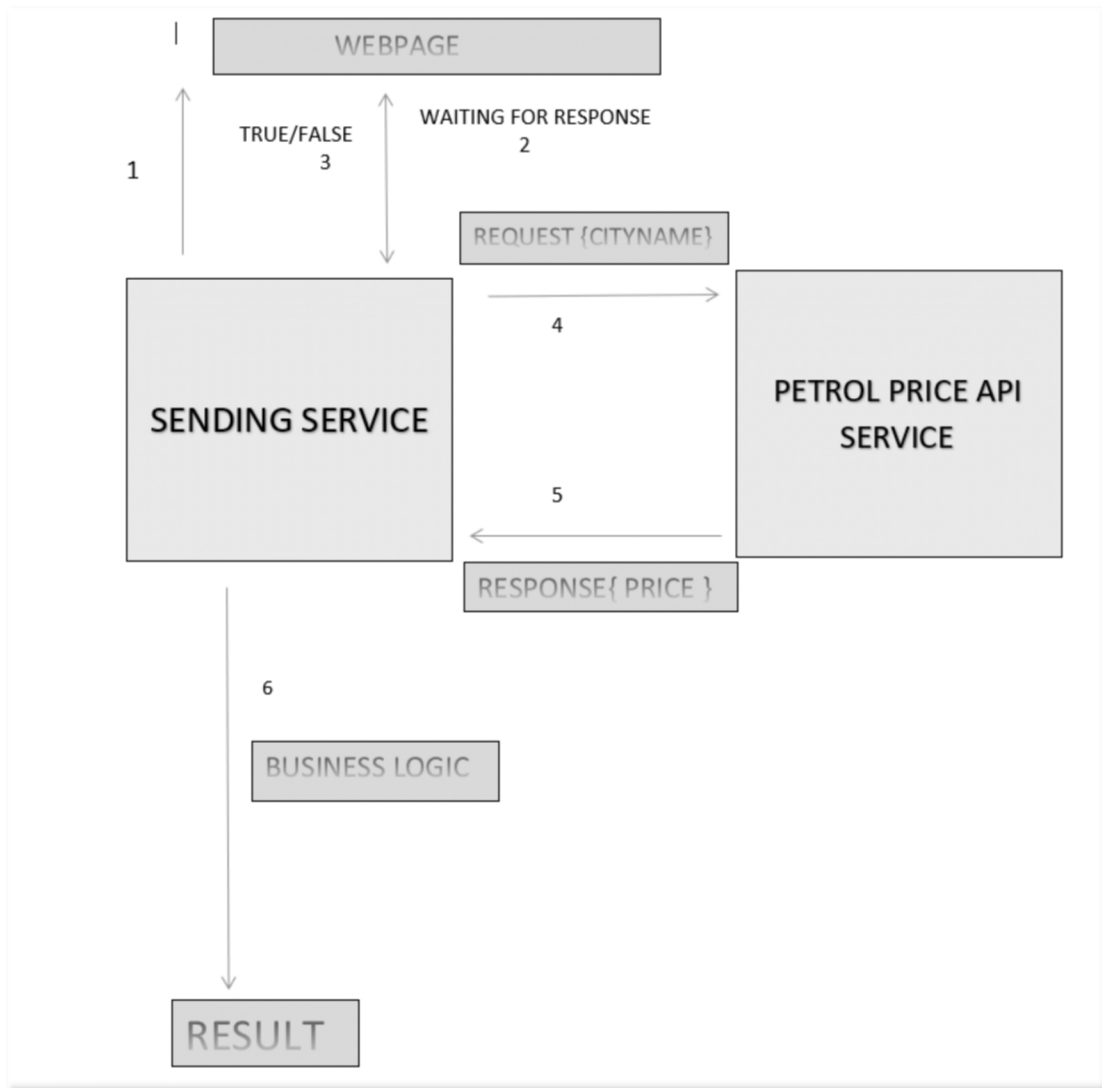 WEBPAGE
WAITING FOR RESPONSE
2
TRUE/FALSE
3
1
REQUEST {CITYNAME}
4
SENDING SERVICE
PETROL PRICE API
SERVICE
5
RESPONSE{ PRICE }
6
BUSINESS LOGIC
RESULT